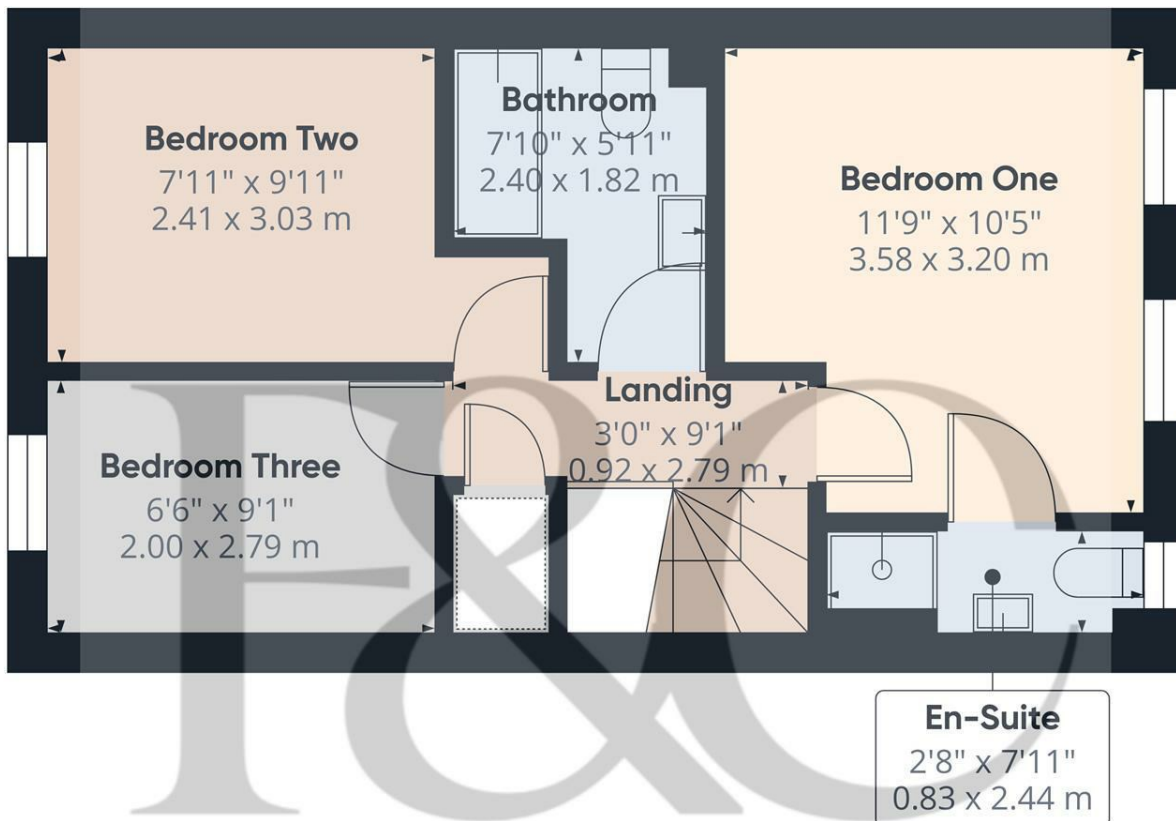 Bedroom Two
7'11" x 9'11"
2.41 x 3.03 m
Bathroom
7'10" x 5'11"
2.40 x 1.82 m
Bedroom One
11'9" x 10'5"
3.58 x 3.20 m
Landing
3'0" x 9'1"
0.92 x 2.79 m
Bedroom Three
6'6" x 9'1"
2.00 x 2.79 m
En-Suite
2'8" x 7'11"
0.83 x 2.44 m
F&C